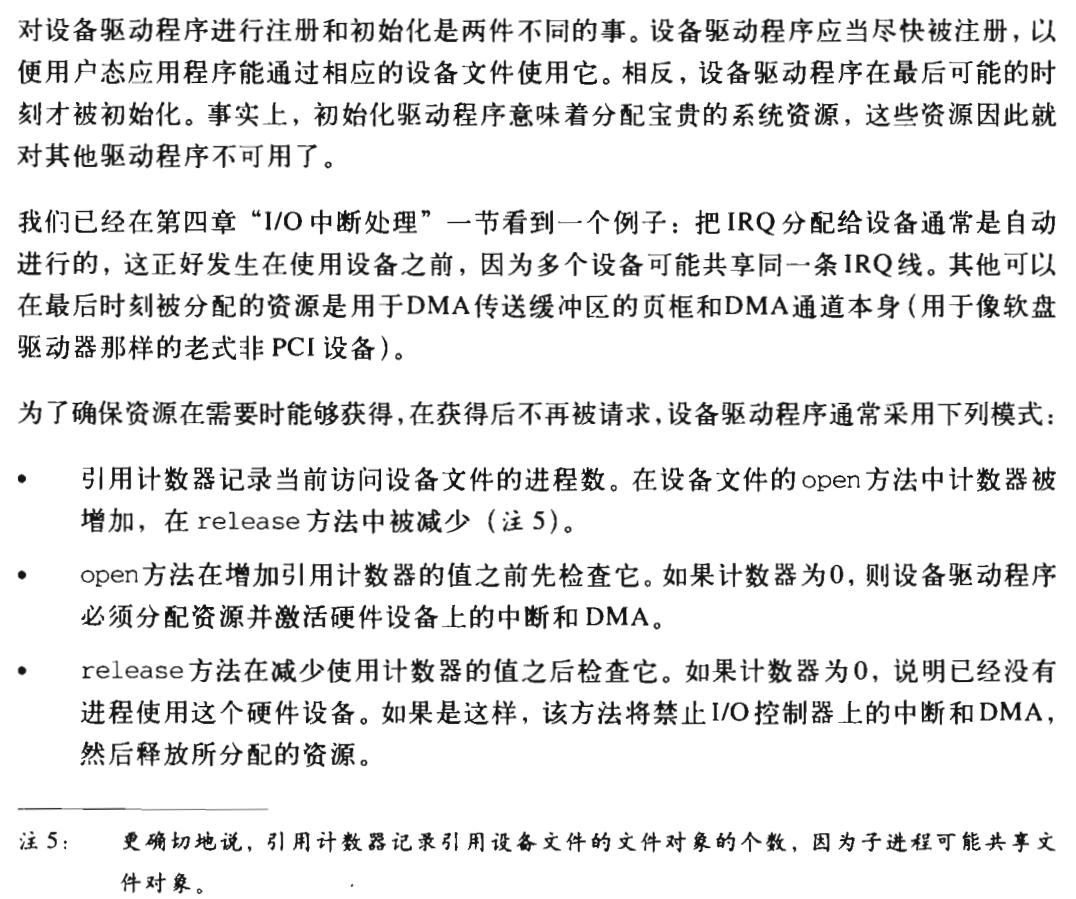 对设备驱动程序进行注册和初始化是两件不同的事。设备驱动程序应当尽快被注册，以
便用户态应用程序能通过相应的设备文件使用它。相反，设备驱动程序在最后可能的时
刻才被初始化。事实上，初始化驱动程序意味着分配宝贵的系统资源，这些资源因此就
对其他驱动程序不可用了。
我们已经在第四章“I/O 中断处理”一节看到一个例子：把 IRQ 分配给设备通常是自动
进行的，这正好发生在使用设备之前，因为多个设备可能共享同一条 IRQ 线。其他可以
在最后时刻被分配的资源是用于DMA传送缓冲区的页框和DMA通道本身（用于像软盘
驱动器那样的老式非 PCI 设备）。
为了确保资源在需要时能够获得，在获得后不再被请求，设备驱动程序通常采用下列模式：
• 引用计数器记录当前访问设备文件的进程数。在设备文件的open方法中计数器被
增加，在 release 方法中被减少（注 5）。
• open方法在增加引用计数器的值之前先检查它。如果计数器为0，则设备驱动程序
必须分配资源并激活硬件设备上的中断和 DMA。
• release 方法在减少使用计数器的值之后检查它。如果计数器为0，说明已经没有
进程使用这个硬件设备。如果是这样，该方法将禁止I/O 控制器上的中断和DMA，
然后释放所分配的资源。
注 5： 更确切地说，引用计数器记录引用设备文件的文件对象的个数，因为子进程可能共享文
件对象。